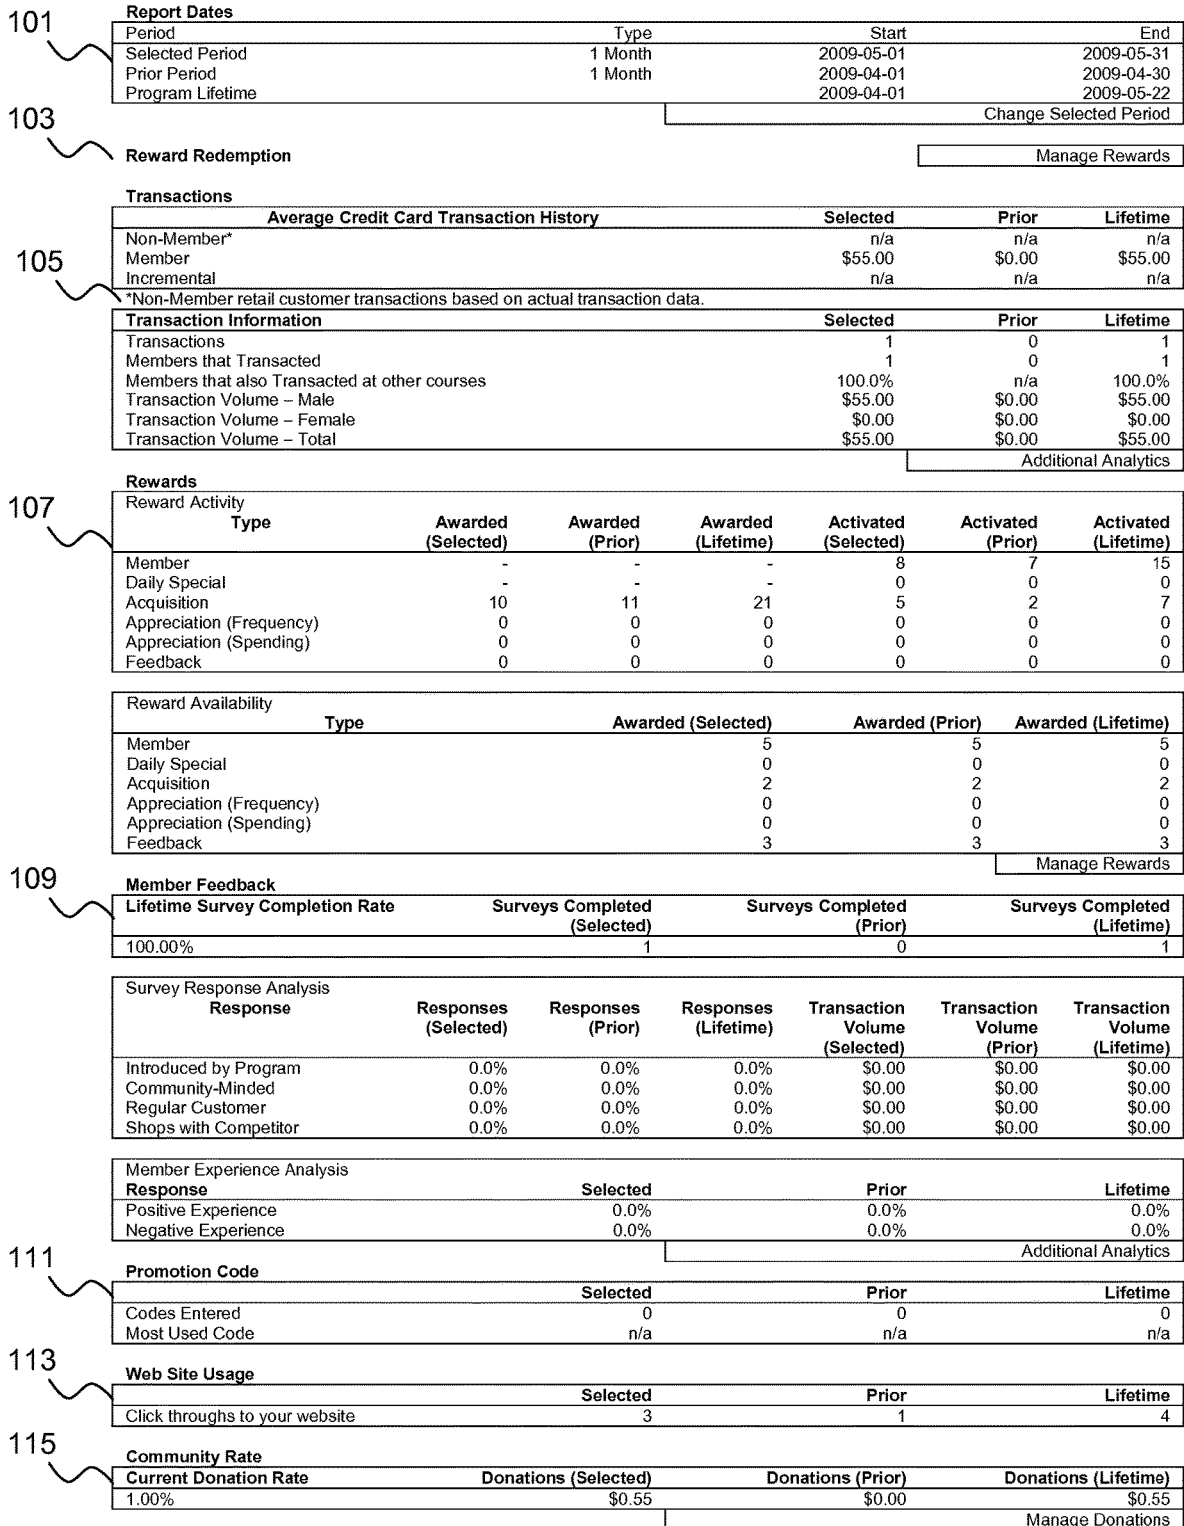 Report Dates
101
Period Type Start End
Selected Period 1 Month 2009-05-01 2009-05-31
Prior Period 1 Month 2009-04-01 2009-04-30
Program Lifetime 2009-04-01 2009-05-22
Change Selected Period
103
Reward Redemption Manage Rewards
Transactions
Average Credit Card Transaction History Selected Prior Lifetime
Non-Member* n/a n/a n/a
Member $55.00 $0.00 $55.00
Incremental n/a n/a n/a
105
*Non-Member retail customer transactions based on actual transaction data.
Transaction Information Selected Prior Lifetime
Transactions 1 0 1
Members that Transacted 1 0 1
Members that also Transacted at other courses 100.0% n/a 100.0%
Transaction Volume – Male $55.00 $0.00 $55.00
Transaction Volume – Female $0.00 $0.00 $0.00
Transaction Volume – Total $55.00 $0.00 $55.00
Additional Analytics
Rewards
107
Reward Activity
Type Awarded Awarded Awarded Activated Activated Activated
(Selected) (Prior) (Lifetime) (Selected) (Prior) (Lifetime)
Member - - - 8 7 15
Daily Special - - - 0 0 0
Acquisition 10 11 21 5 2 7
Appreciation (Frequency) 0 0 0 0 0 0
Appreciation (Spending) 0 0 0 0 0 0
Feedback 0 0 0 0 0 0
Reward Availability
Type Awarded (Selected) Awarded (Prior) Awarded (Lifetime)
Member 5 5 5
Daily Special 0 0 0
Acquisition 2 2 2
Appreciation (Frequency) 0 0 0
Appreciation (Spending) 0 0 0
Feedback 3 3 3
Manage Rewards
109
Member Feedback
Lifetime Survey Completion Rate Surveys Completed Surveys Completed Surveys Completed
(Selected) (Prior) (Lifetime)
100.00% 1 0 1
Survey Response Analysis
Response Responses Responses Responses Transaction Transaction Transaction
(Selected) (Prior) (Lifetime) Volume Volume Volume
(Selected) (Prior) (Lifetime)
Introduced by Program 0.0% 0.0% 0.0% $0.00 $0.00 $0.00
Community-Minded 0.0% 0.0% 0.0% $0.00 $0.00 $0.00
Regular Customer 0.0% 0.0% 0.0% $0.00 $0.00 $0.00
Shops with Competitor 0.0% 0.0% 0.0% $0.00 $0.00 $0.00
Member Experience Analysis
Response Selected Prior Lifetime
Positive Experience 0.0% 0.0% 0.0%
Negative Experience 0.0% 0.0% 0.0%
Additional Analytics
111
Promotion Code
Selected Prior Lifetime
Codes Entered 0 0 0
Most Used Code n/a n/a n/a
113
Web Site Usage
Selected Prior Lifetime
Click throughs to your website 3 1 4
115
Community Rate
Current Donation Rate Donations (Selected) Donations (Prior) Donations (Lifetime)
1.00% $0.55 $0.00 $0.55
Manage Donations